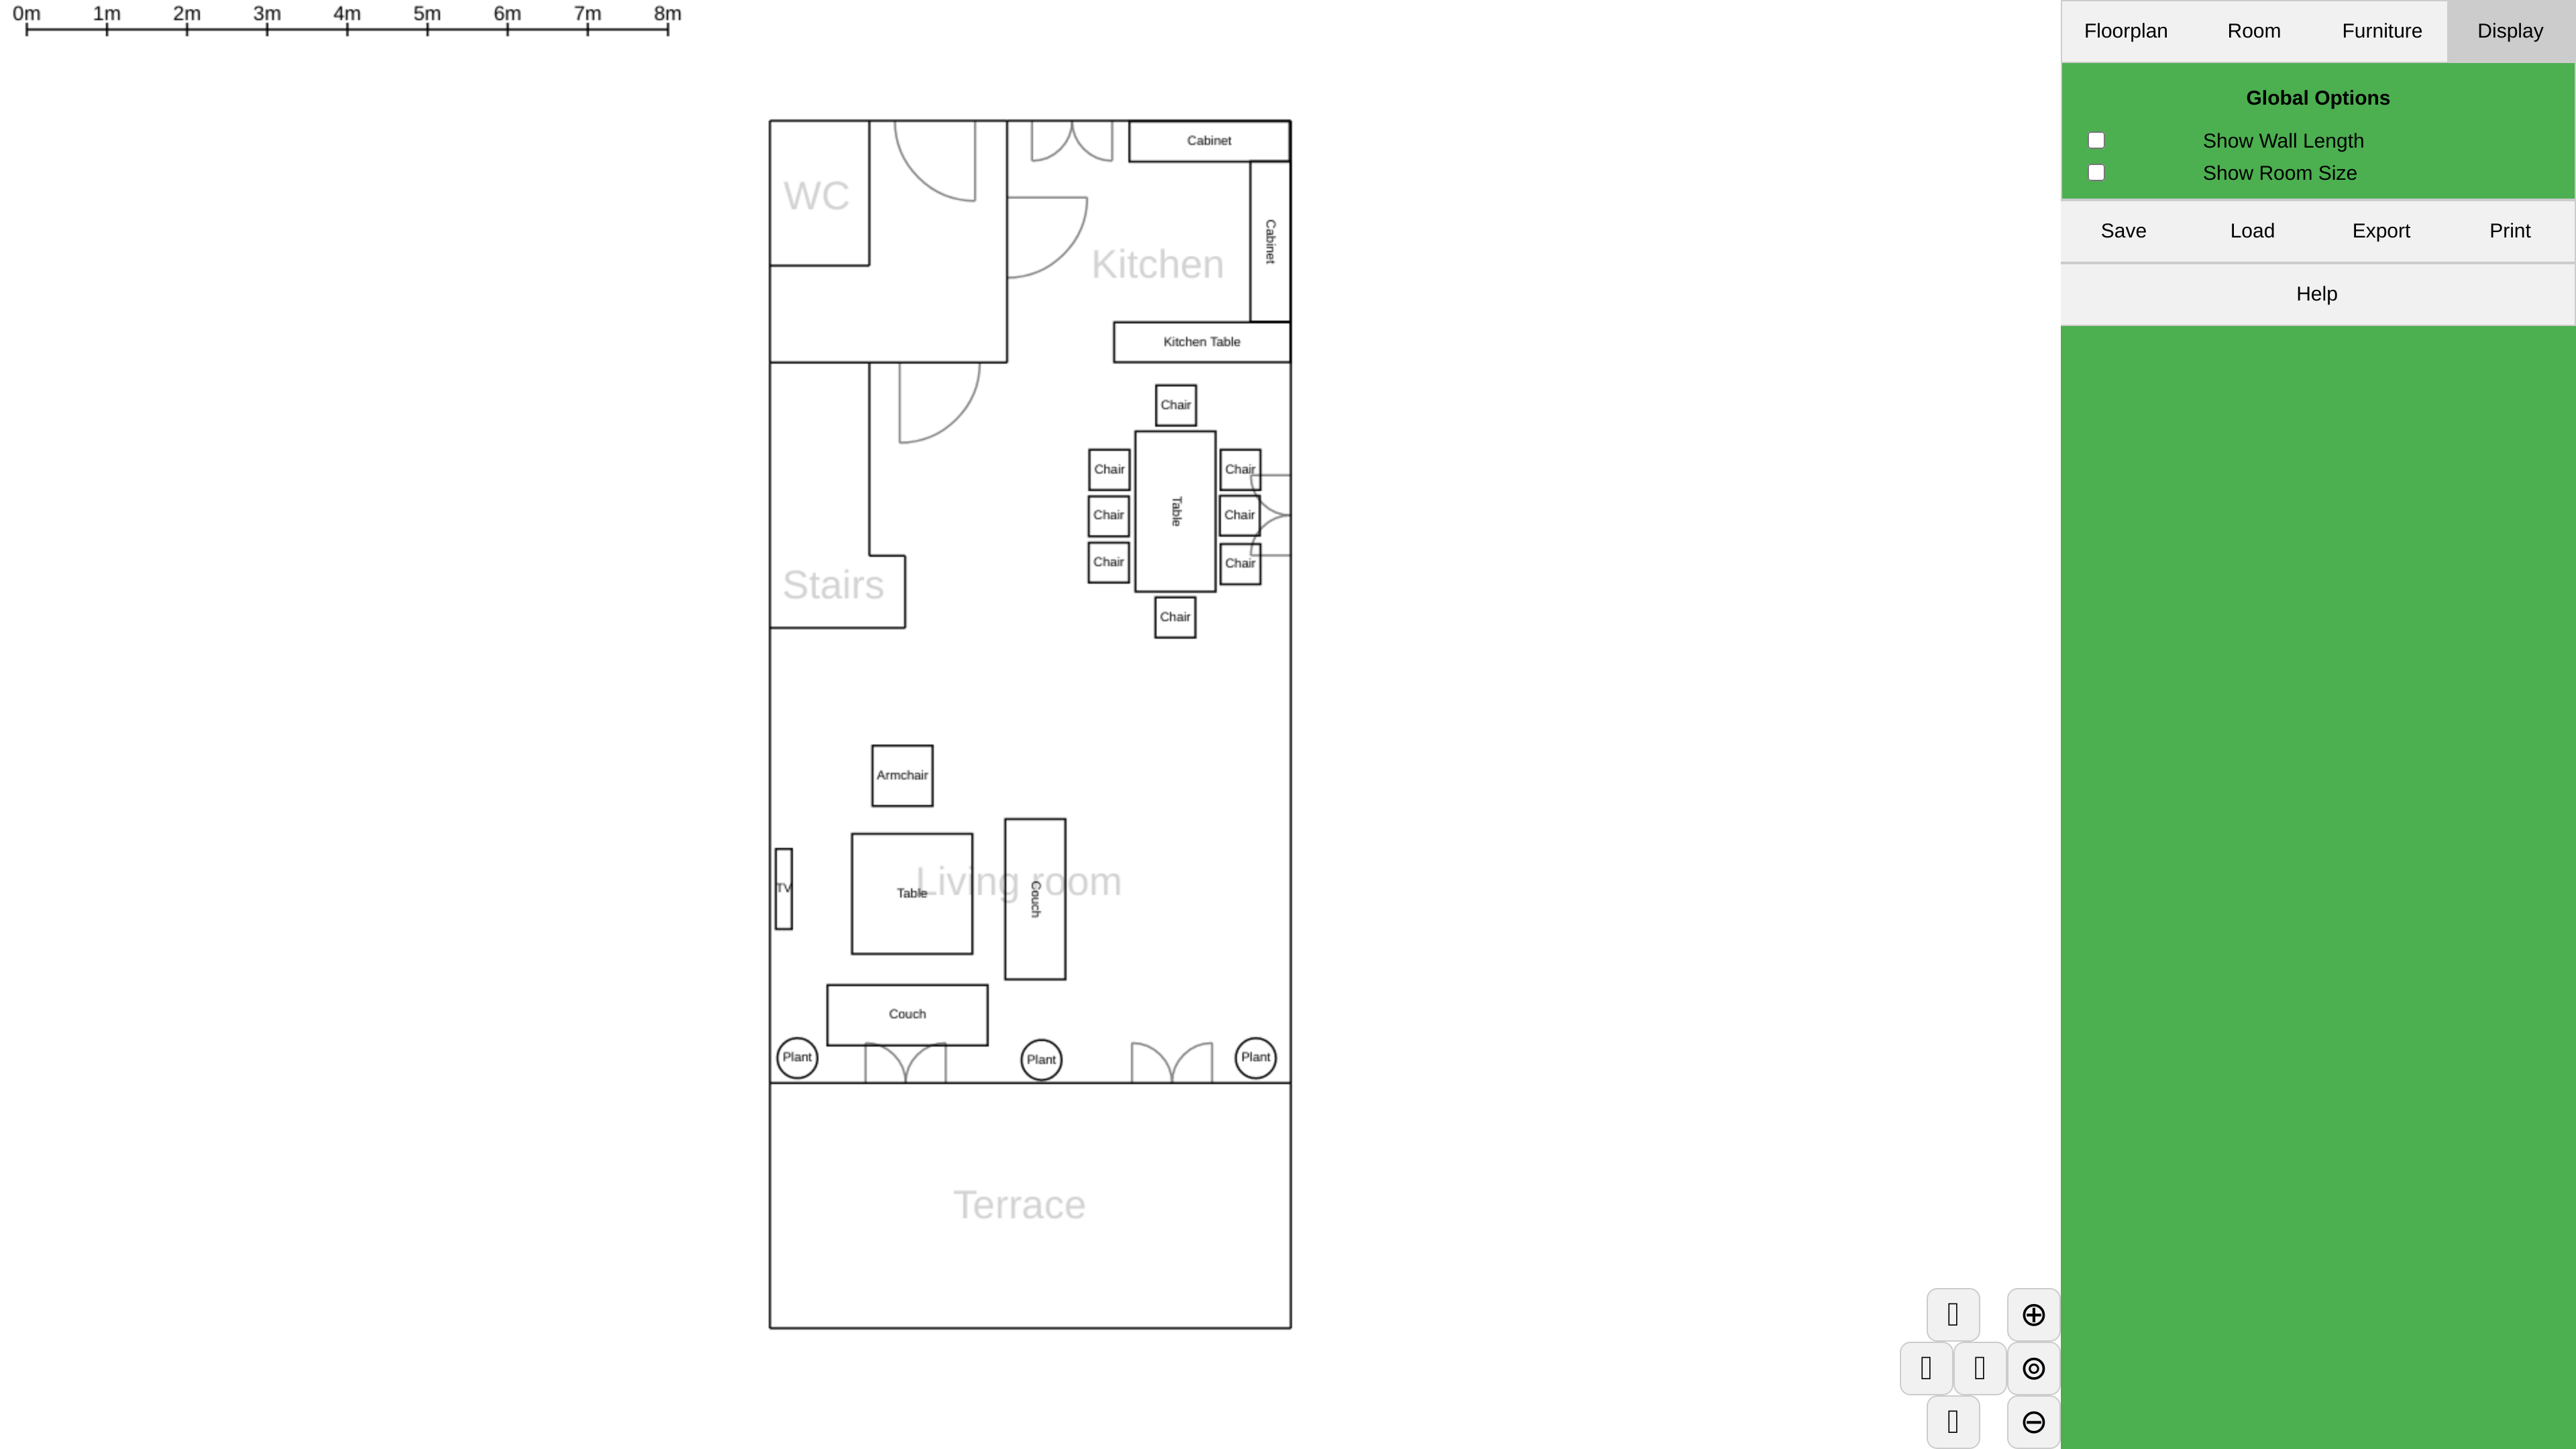 0m 1m 2m 3m 4m 5m 6m 7m 8m
Floorplan Room Furniture Display
Global Options
Show Wall Length
Show Room Size
Save Load Export Print
Help
Cabinet
WC
Cabinet
Kitchen
Kitchen Table
Chair
Chair
Chair
Table
Chair
Chair
Chair
Chair
Stairs
Chair
Armchair
Living room
TV
Table
Couch
Couch
Plant
Plant
Plant
Terrace